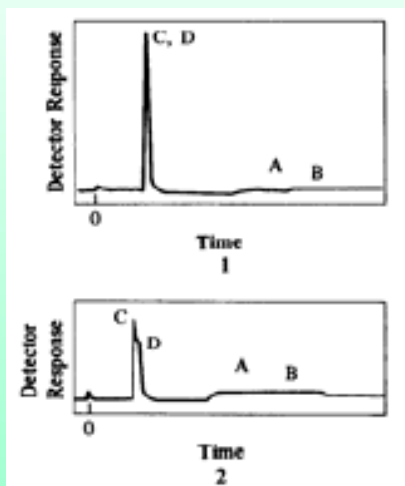 C, D
Detector Response
A
B
0
Time
1
C
D
Detector
Response
A
B
0
Time
2